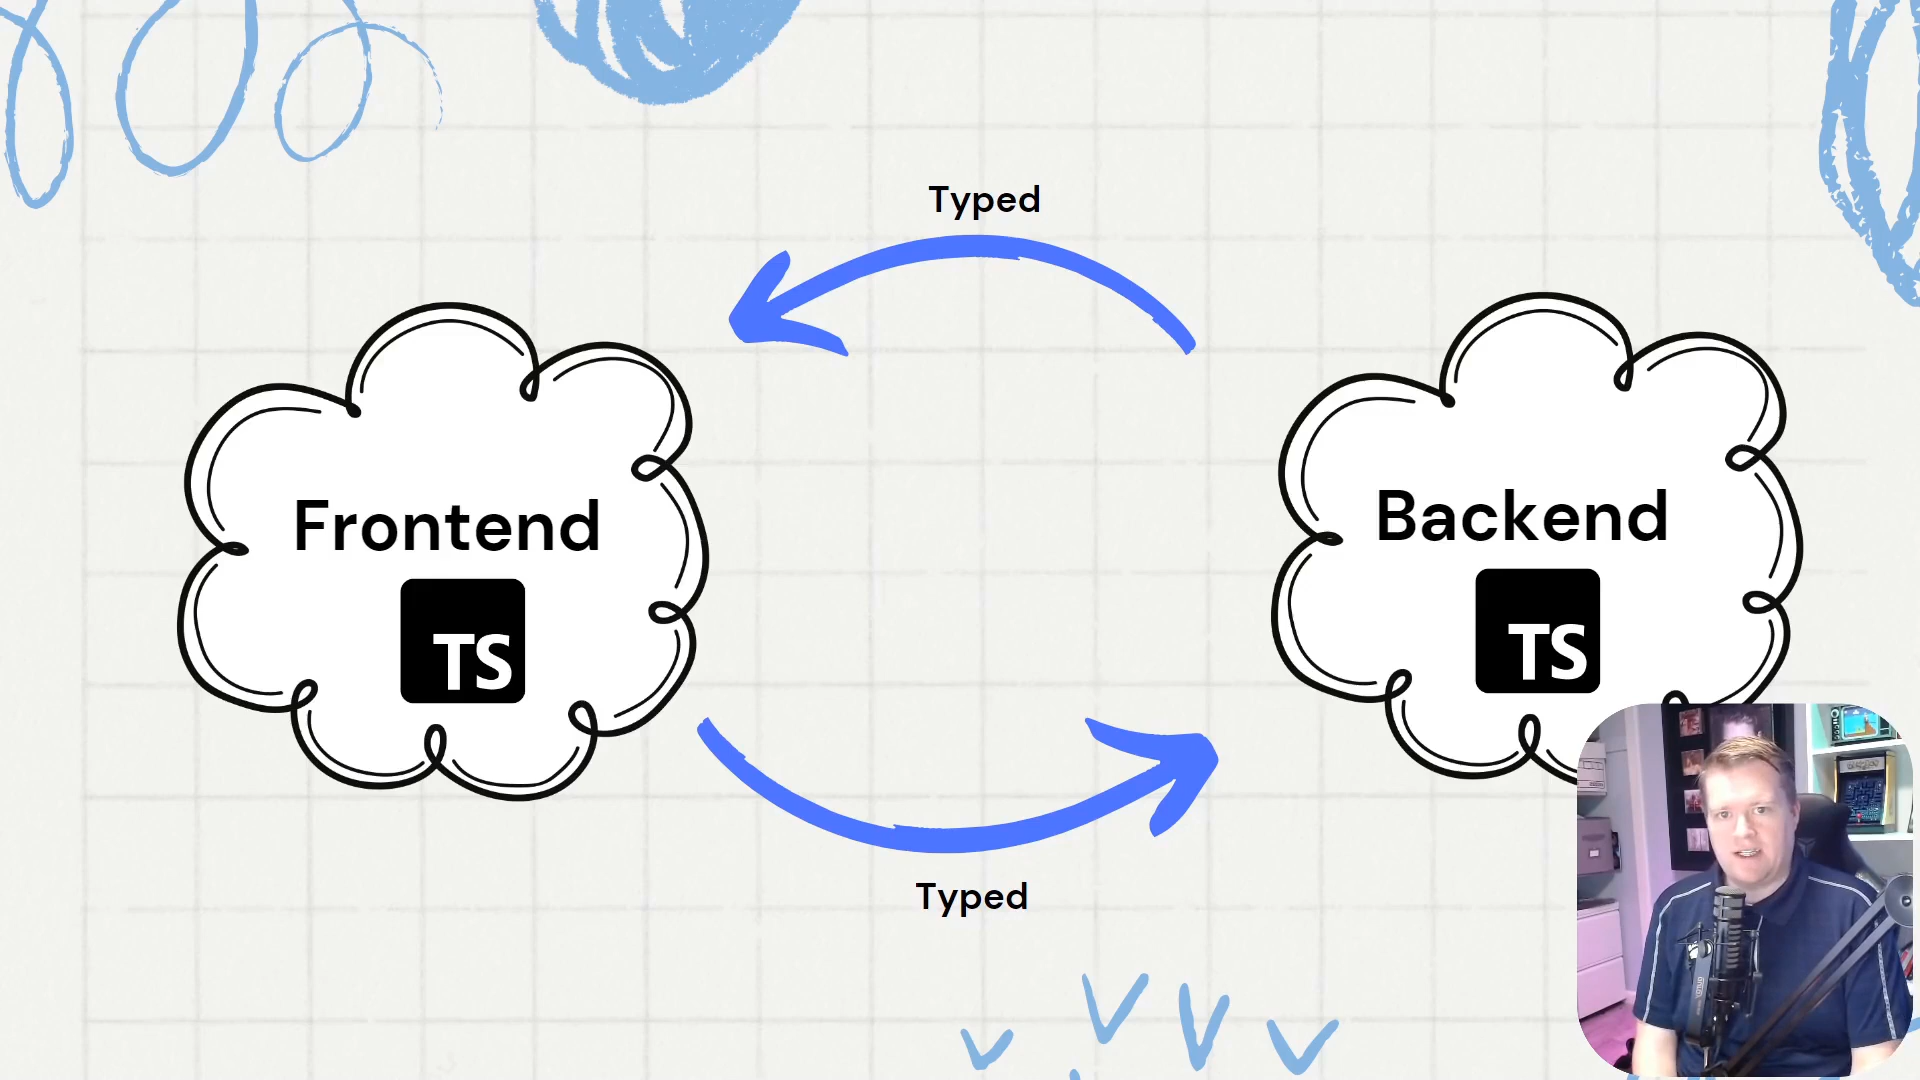 Typed
Frontend
TS
Backend
TS
Typed